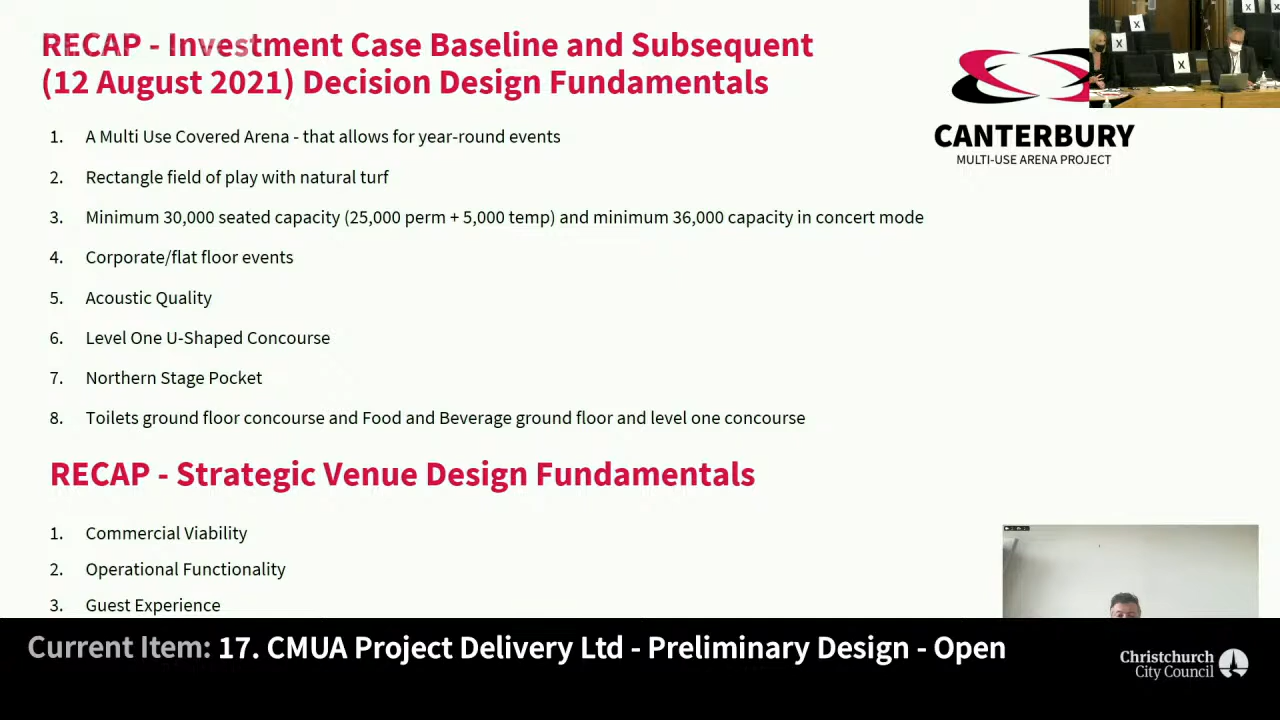 RECAP - Investment Case Baseline and Subsequent
(12 August 2021) Decision Design Fundamentals
1. A Multi Use Covered Arena - that allows for year-round events
2. Rectangle field of play with natural turf
3. Minimum 30,000 seated capacity (25,000 perm + 5,000 temp) and minimum 36,000 capacity in concert mode
4. Corporate/flat floor events
5. Acoustic Quality
6. Level One U-Shaped Concourse
7. Northern Stage Pocket
8. Toilets ground floor concourse and Food and Beverage ground floor and level one concourse
CANTERBURY
MULTI-USE ARENA PROJECT
X
X
X
X
X
RECAP - Strategic Venue Design Fundamentals
1. Commercial Viability
2. Operational Functionality
3. Guest Experience
Current Item: 17. CMUA Project Delivery Ltd - Preliminary Design - Open
Christchurch
City Council